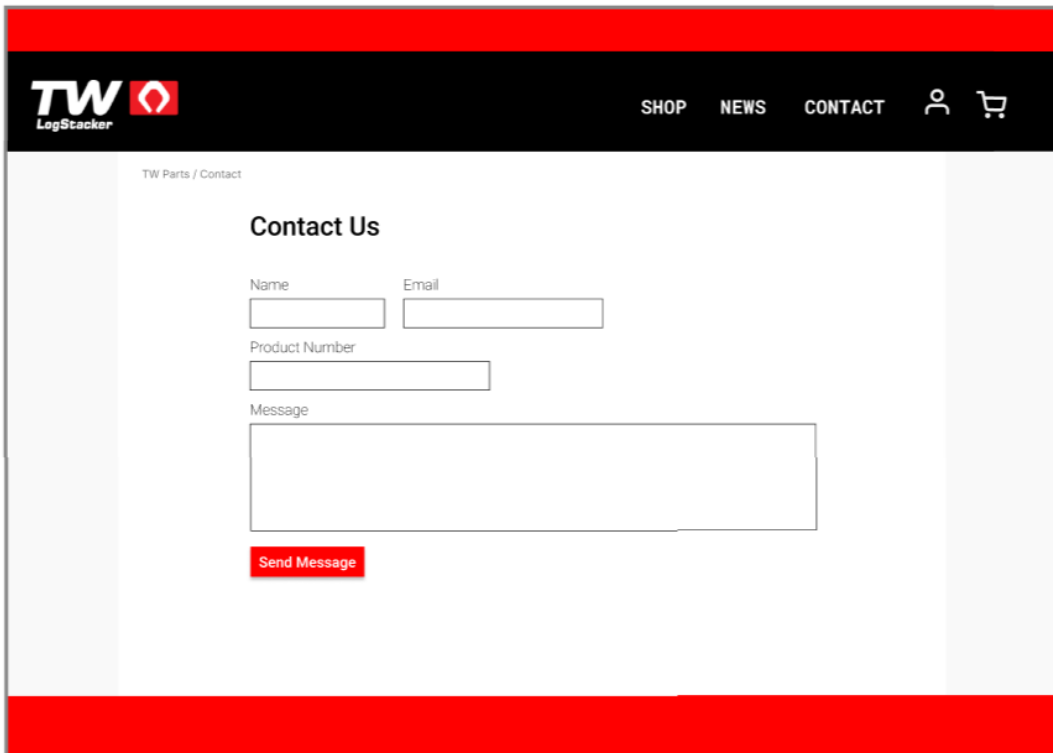 TW
LogStacker
SHOP NEWS CONTACT
TW Parts / Contact
Contact Us
Name Email
Product Number
Message
Send Message